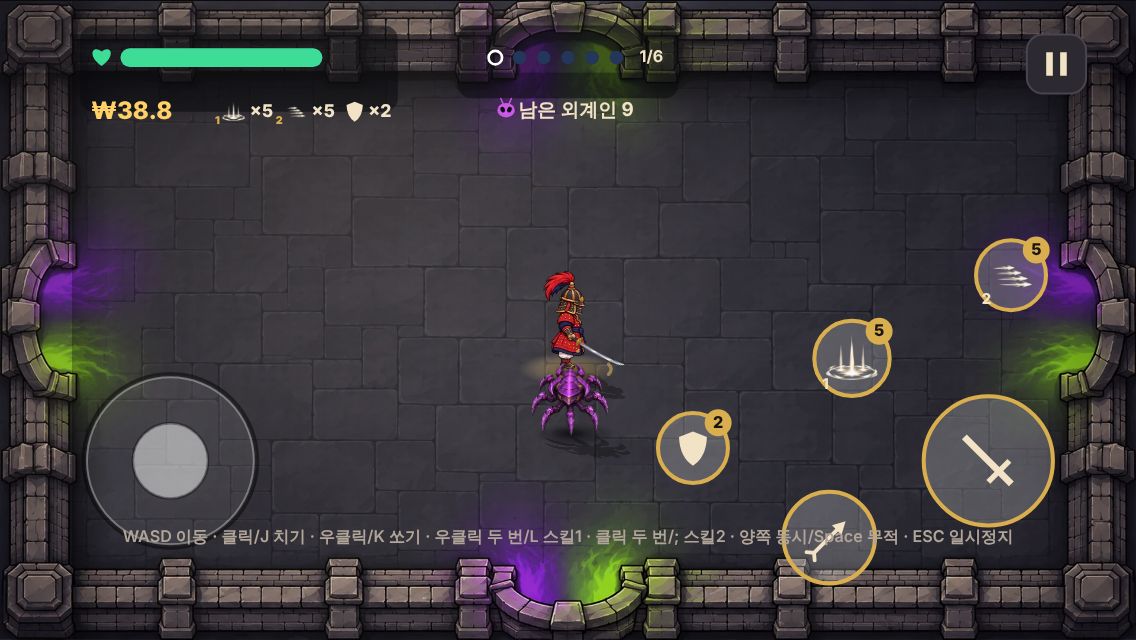 1/6
₩38.8
1 ×5 2 ×5 ×2
남은 외계인 9
5
2
5
1
2
WASD 이동 · 클릭/J 치기 · 우클릭/K 쏘기 · 우클릭 두 번/L 스킬1 · 클릭 두 번/; 스킬2 · 양쪽 동시/Space 무적 · ESC 일시정지